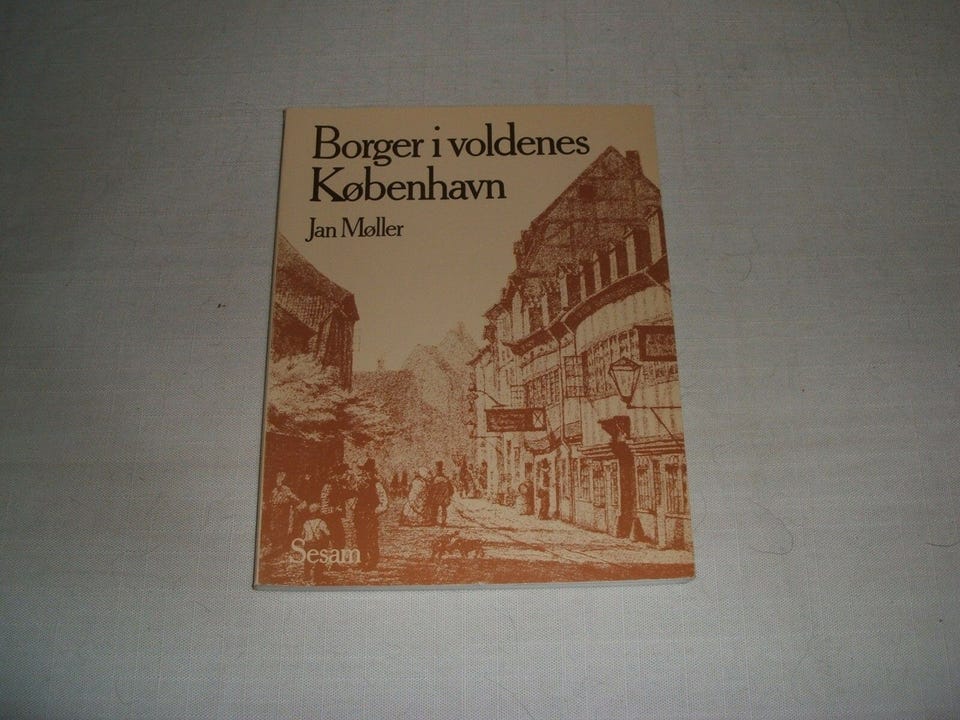 Borger i voldenes
København
Jan Møller
Sesam